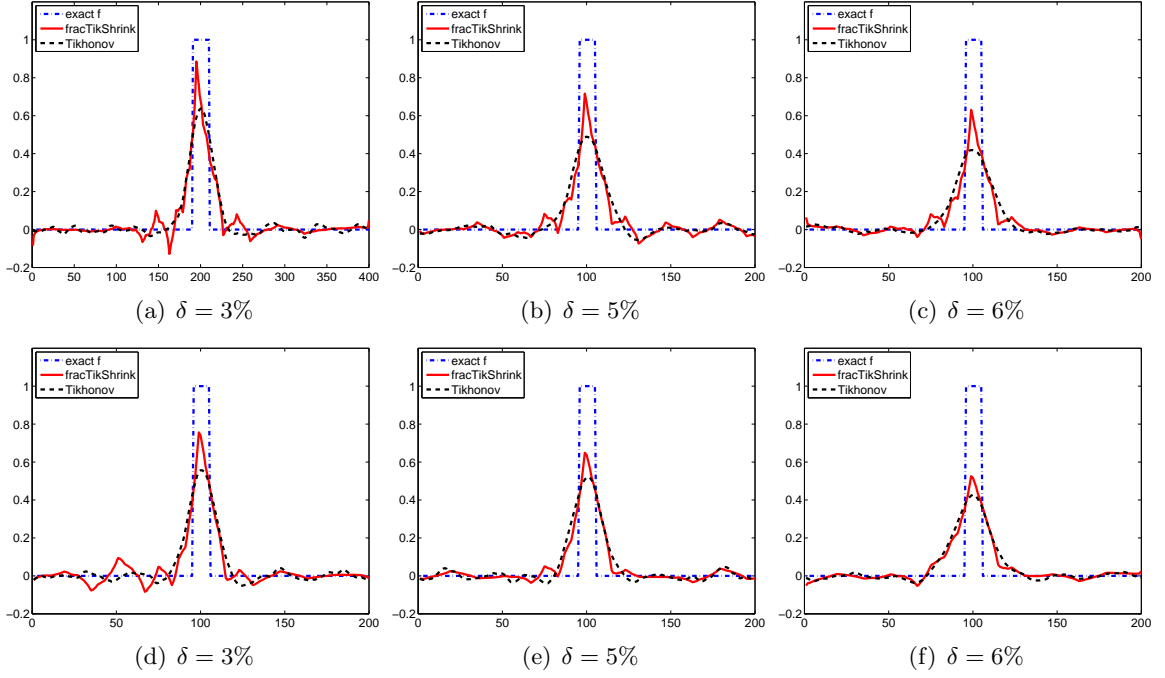 exact f
fracTikShrink
Tikhonov
1
0.8
0.6
0.4
0.2
0
−0.2
0 50 100 150 200 250 300 350 400
(a) δ = 3%
exact f
fracTikShrink
Tikhonov
1
0.8
0.6
0.4
0.2
0
−0.2
0 50 100 150 200
(b) δ = 5%
exact f
fracTikShrink
Tikhonov
1
0.8
0.6
0.4
0.2
0
−0.2
0 50 100 150 200
(c) δ = 6%
exact f
fracTikShrink
Tikhonov
1
0.8
0.6
0.4
0.2
0
−0.2
0 50 100 150 200
(d) δ = 3%
exact f
fracTikShrink
Tikhonov
1
0.8
0.6
0.4
0.2
0
−0.2
0 50 100 150 200
(e) δ = 5%
exact f
fracTikShrink
Tikhonov
1
0.8
0.6
0.4
0.2
0
−0.2
0 50 100 150 200
(f) δ = 6%